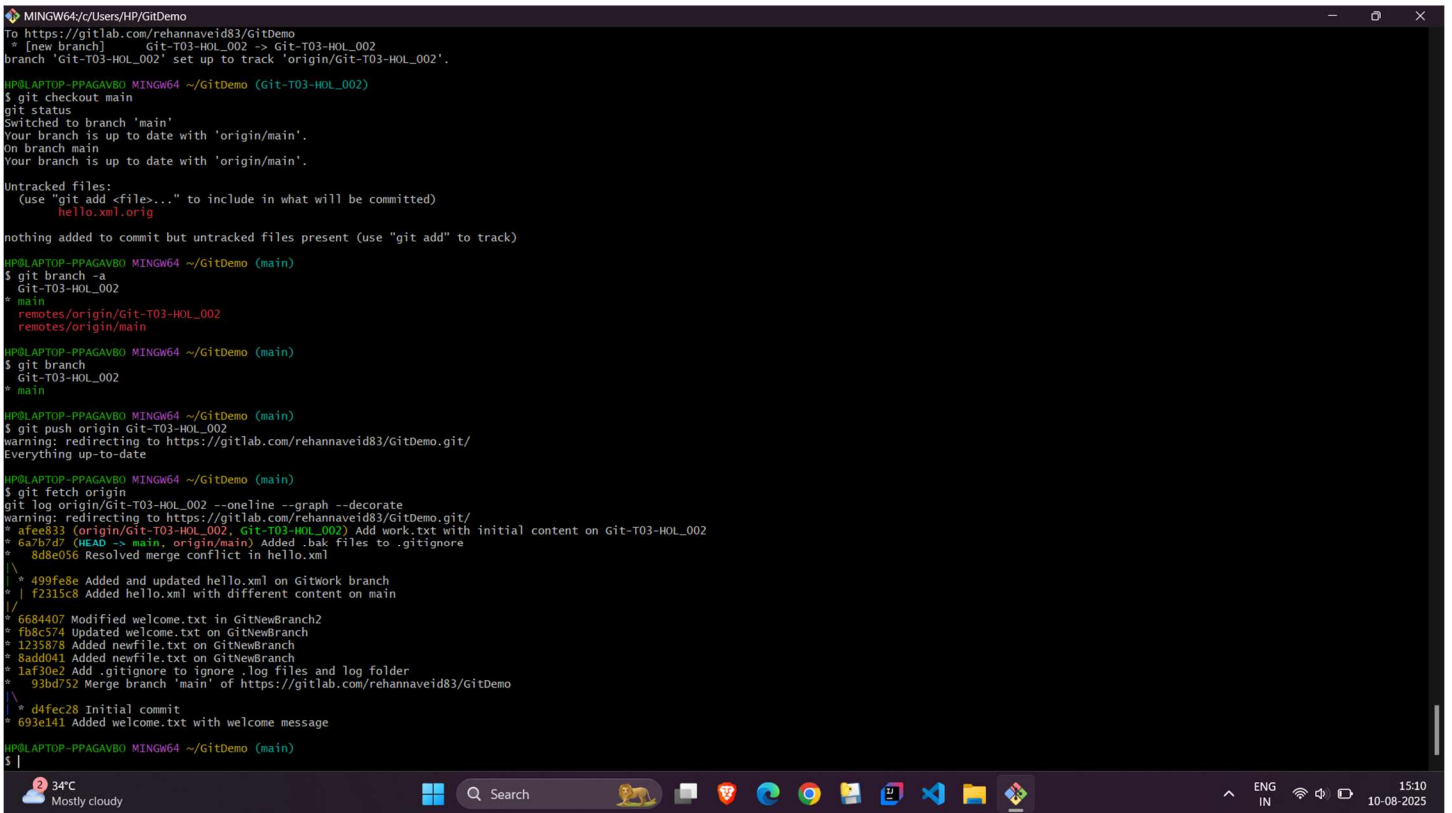 MINGW64:/c/Users/HP/GitDemo
To https://gitlab.com/rehannaveid83/GitDemo
 * [new branch]      Git-T03-HOL_002 -> Git-T03-HOL_002
branch 'Git-T03-HOL_002' set up to track 'origin/Git-T03-HOL_002'.
HP@LAPTOP-PPAGAVBO MINGW64 ~/GitDemo (Git-T03-HOL_002)
$ git checkout main
git status
Switched to branch 'main'
Your branch is up to date with 'origin/main'.
On branch main
Your branch is up to date with 'origin/main'.
Untracked files:
  (use "git add <file>..." to include in what will be committed)
        hello.xml.orig
nothing added to commit but untracked files present (use "git add" to track)
HP@LAPTOP-PPAGAVBO MINGW64 ~/GitDemo (main)
$ git branch -a
  Git-T03-HOL_002
* main
  remotes/origin/Git-T03-HOL_002
  remotes/origin/main
HP@LAPTOP-PPAGAVBO MINGW64 ~/GitDemo (main)
$ git branch
  Git-T03-HOL_002
* main
HP@LAPTOP-PPAGAVBO MINGW64 ~/GitDemo (main)
$ git push origin Git-T03-HOL_002
warning: redirecting to https://gitlab.com/rehannaveid83/GitDemo.git/
Everything up-to-date
HP@LAPTOP-PPAGAVBO MINGW64 ~/GitDemo (main)
$ git fetch origin
git log origin/Git-T03-HOL_002 --oneline --graph --decorate
warning: redirecting to https://gitlab.com/rehannaveid83/GitDemo.git/
* afee833 (origin/Git-T03-HOL_002, Git-T03-HOL_002) Add work.txt with initial content on Git-T03-HOL_002
* 6a7b7d7 (HEAD -> main, origin/main) Added .bak files to .gitignore
*   8d8e056 Resolved merge conflict in hello.xml
|\
| * 499fe8e Added and updated hello.xml on GitWork branch
* | f2315c8 Added hello.xml with different content on main
|/
* 6684407 Modified welcome.txt in GitNewBranch2
* fb8c574 Updated welcome.txt on GitNewBranch
* 1235878 Added newfile.txt on GitNewBranch
* 8add041 Added newfile.txt on GitNewBranch
* 1af30e2 Add .gitignore to ignore .log files and log folder
*   93bd752 Merge branch 'main' of https://gitlab.com/rehannaveid83/GitDemo
|\
| * d4fec28 Initial commit
* 693e141 Added welcome.txt with welcome message
HP@LAPTOP-PPAGAVBO MINGW64 ~/GitDemo (main)
$
2
34°C
Mostly cloudy
Search
ENG
IN
15:10
10-08-2025